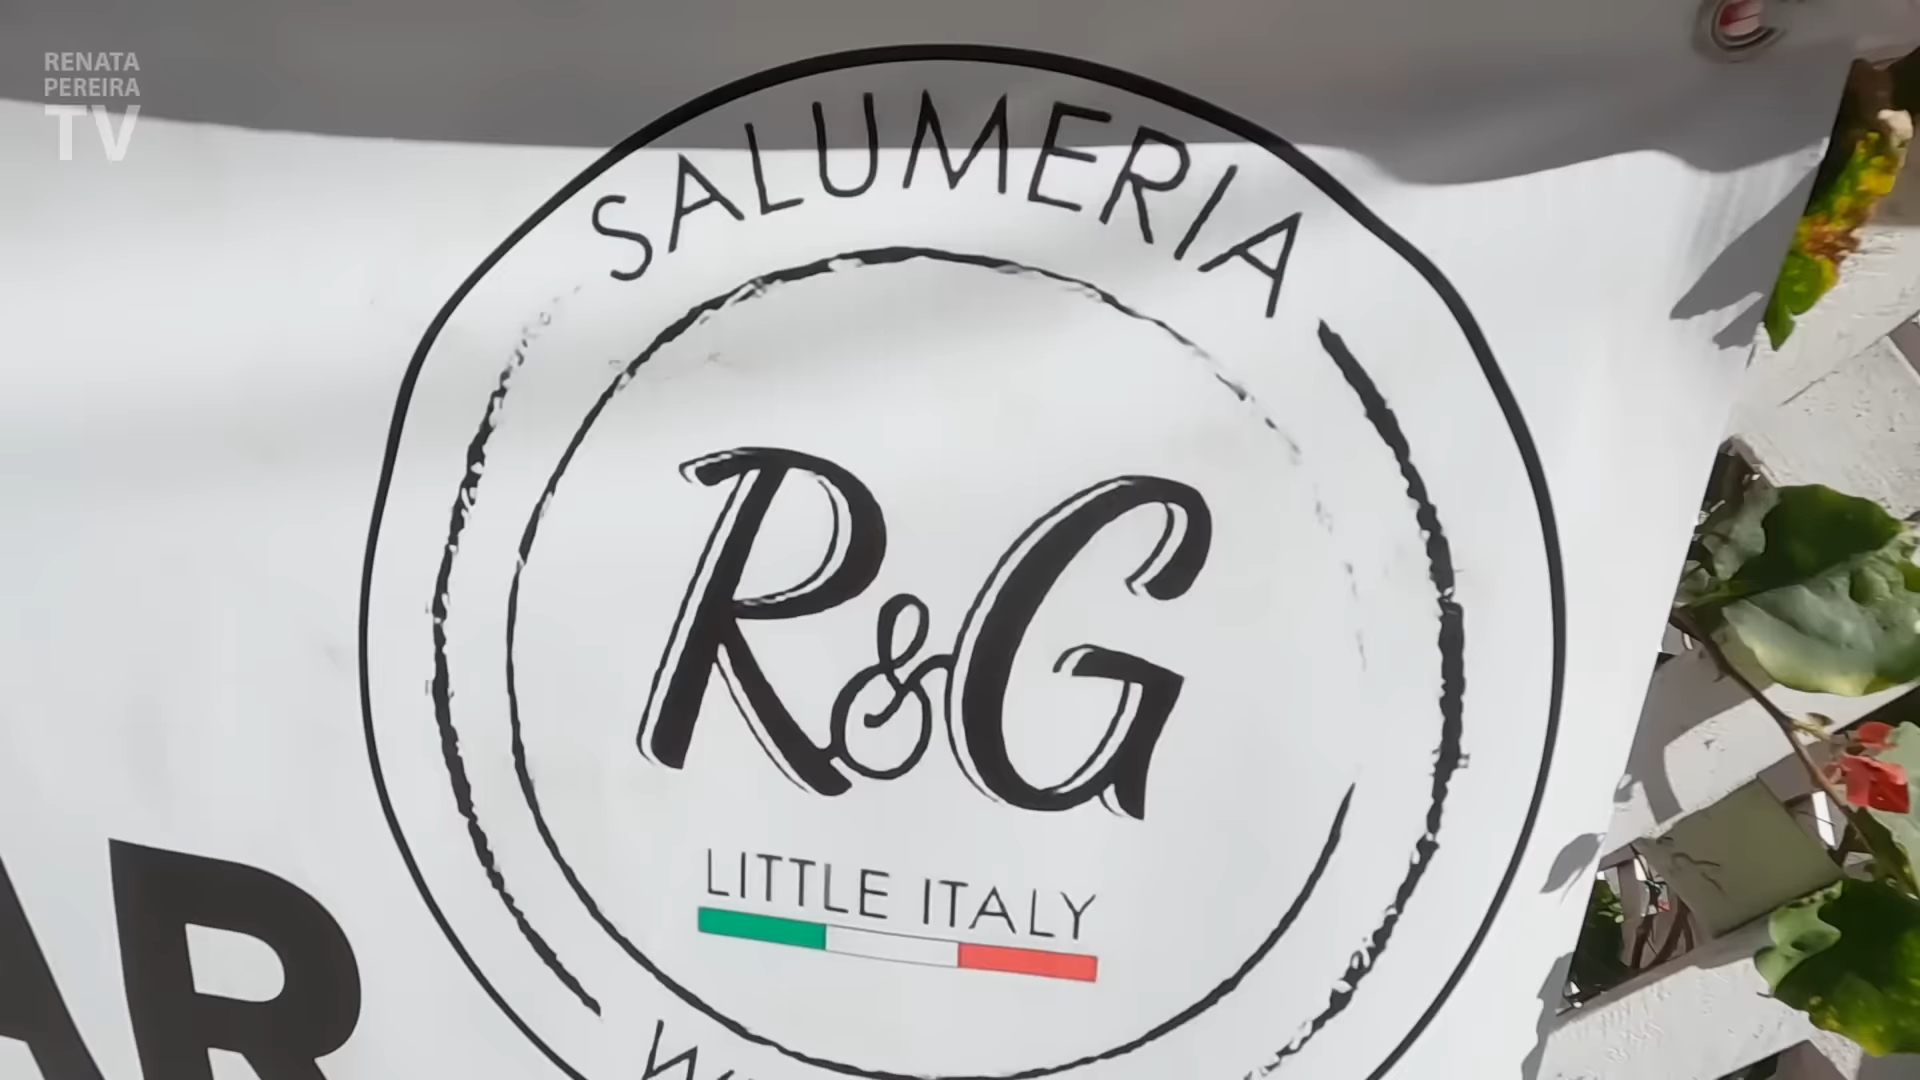 RENATA
PEREIRA
TV
SALUMERIA
R&G
LITTLE ITALY